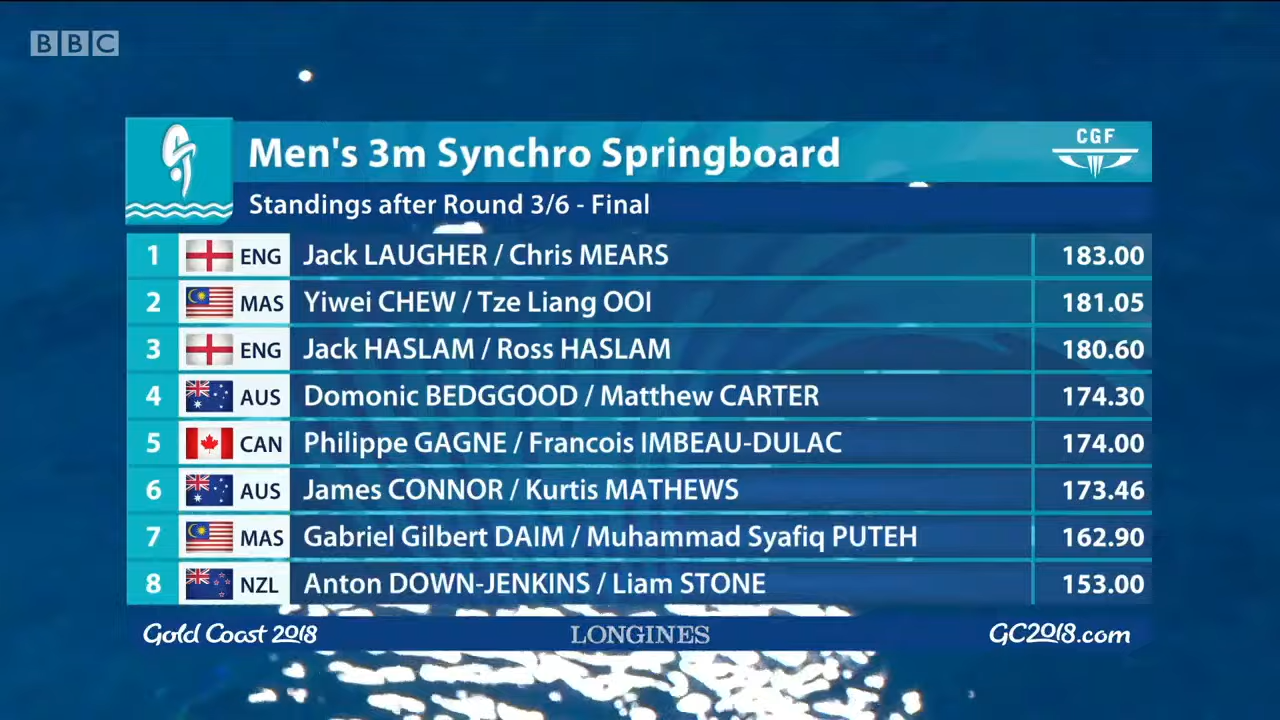 BBC
Men's 3m Synchro Springboard
CGF
Standings after Round 3/6 - Final
1 ENG Jack LAUGHER / Chris MEARS 183.00
2 MAS Yiwei CHEW / Tze Liang OOI 181.05
3 ENG Jack HASLAM / Ross HASLAM 180.60
4 AUS Domonic BEDGGOOD / Matthew CARTER 174.30
5 CAN Philippe GAGNE / Francois IMBEAU-DULAC 174.00
6 AUS James CONNOR / Kurtis MATHEWS 173.46
7 MAS Gabriel Gilbert DAIM / Muhammad Syafiq PUTEH 162.90
8 NZL Anton DOWN-JENKINS / Liam STONE 153.00
Gold Coast 2018 LONGINES GC2018.com